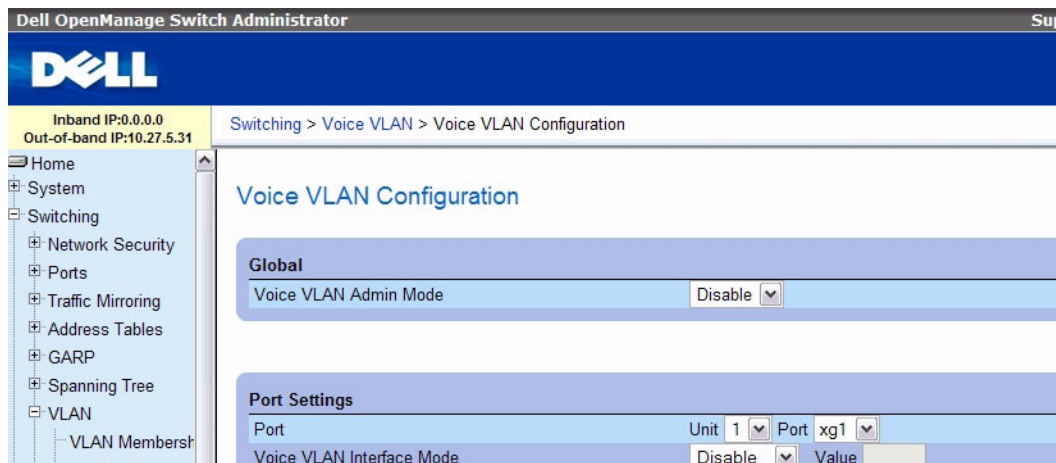 Dell OpenManage Switch Administrator
DELL
Inband IP:0.0.0.0
Out-of-band IP:10.27.5.31
Switching > Voice VLAN > Voice VLAN Configuration
Home
System
Switching
Network Security
Ports
Traffic Mirroring
Address Tables
GARP
Spanning Tree
VLAN
VLAN Membersh
Voice VLAN Configuration
Global
Voice VLAN Admin Mode Disable
Port Settings
Port Unit 1 Port xg1
Voice VLAN Interface Mode Disable Value